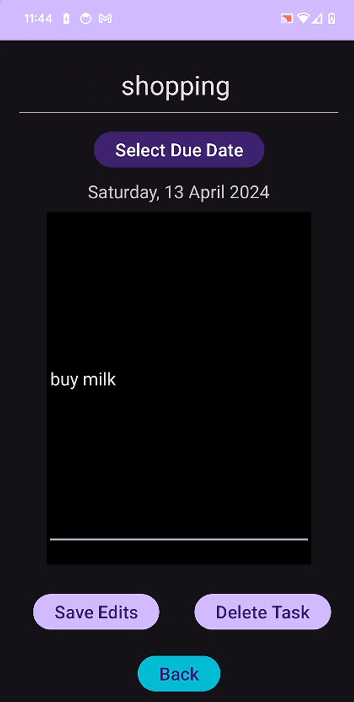 11:44
shopping
Select Due Date
Saturday, 13 April 2024
buy milk
Save Edits
Delete Task
Back